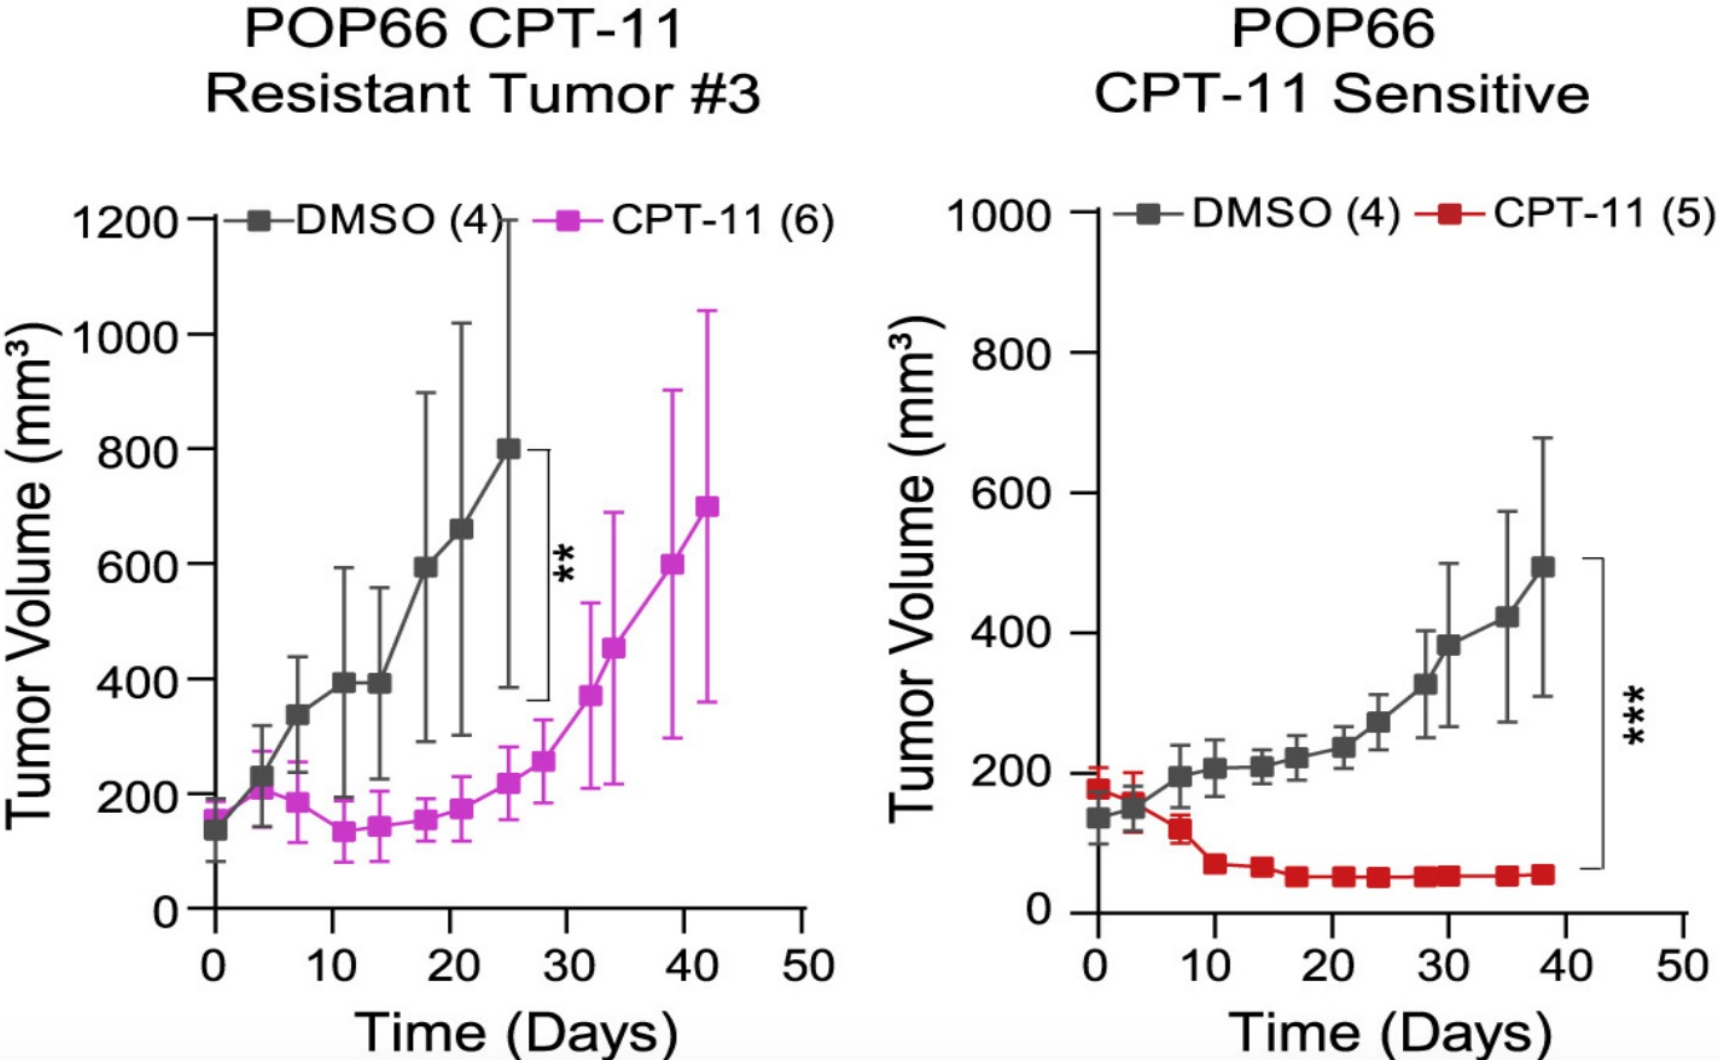 POP66 CPT-11
Resistant Tumor #3
DMSO (4) CPT-11 (6)
Tumor Volume (mm³)
1200
1000
800
600
400
200
0
**
0 10 20 30 40 50
Time (Days)
POP66
CPT-11 Sensitive
DMSO (4) CPT-11 (5)
Tumor Volume (mm³)
1000
800
600
400
200
0
***
0 10 20 30 40 50
Time (Days)